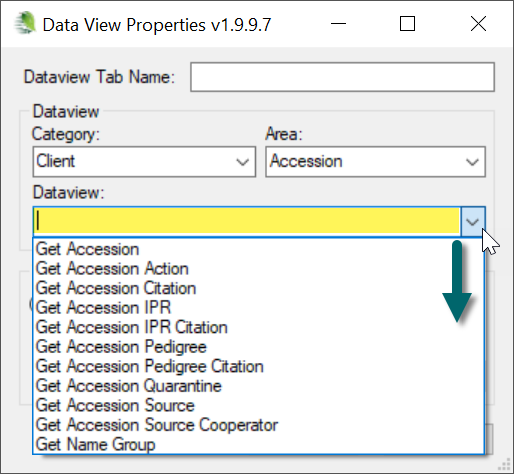 Data View Properties v1.9.9.7
Dataview Tab Name:
Dataview
Category: Area:
Client Accession
Dataview:
Get Accession
Get Accession Action
Get Accession Citation
Get Accession IPR
Get Accession IPR Citation
Get Accession Pedigree
Get Accession Pedigree Citation
Get Accession Quarantine
Get Accession Source
Get Accession Source Cooperator
Get Name Group